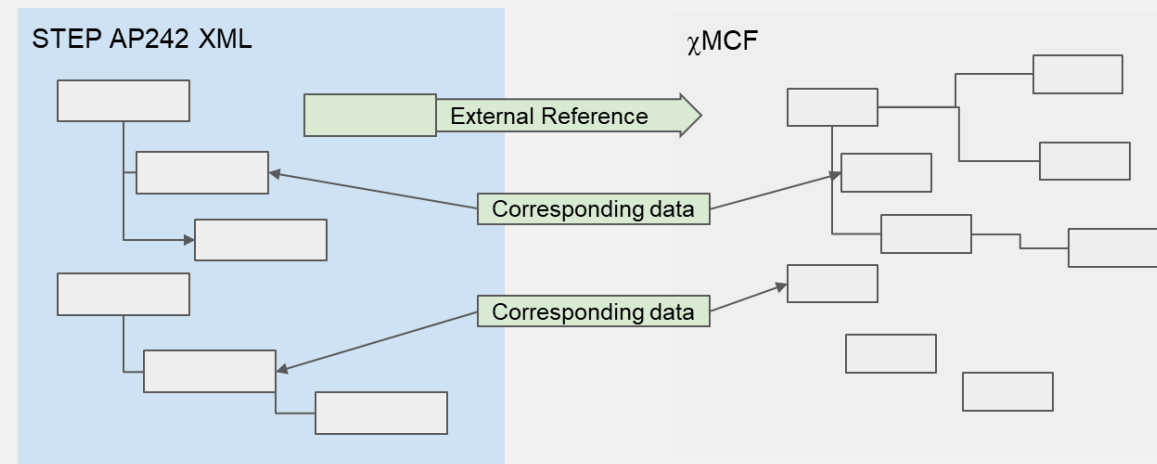 STEP AP242 XML
χMCF
External Reference
Corresponding data
Corresponding data